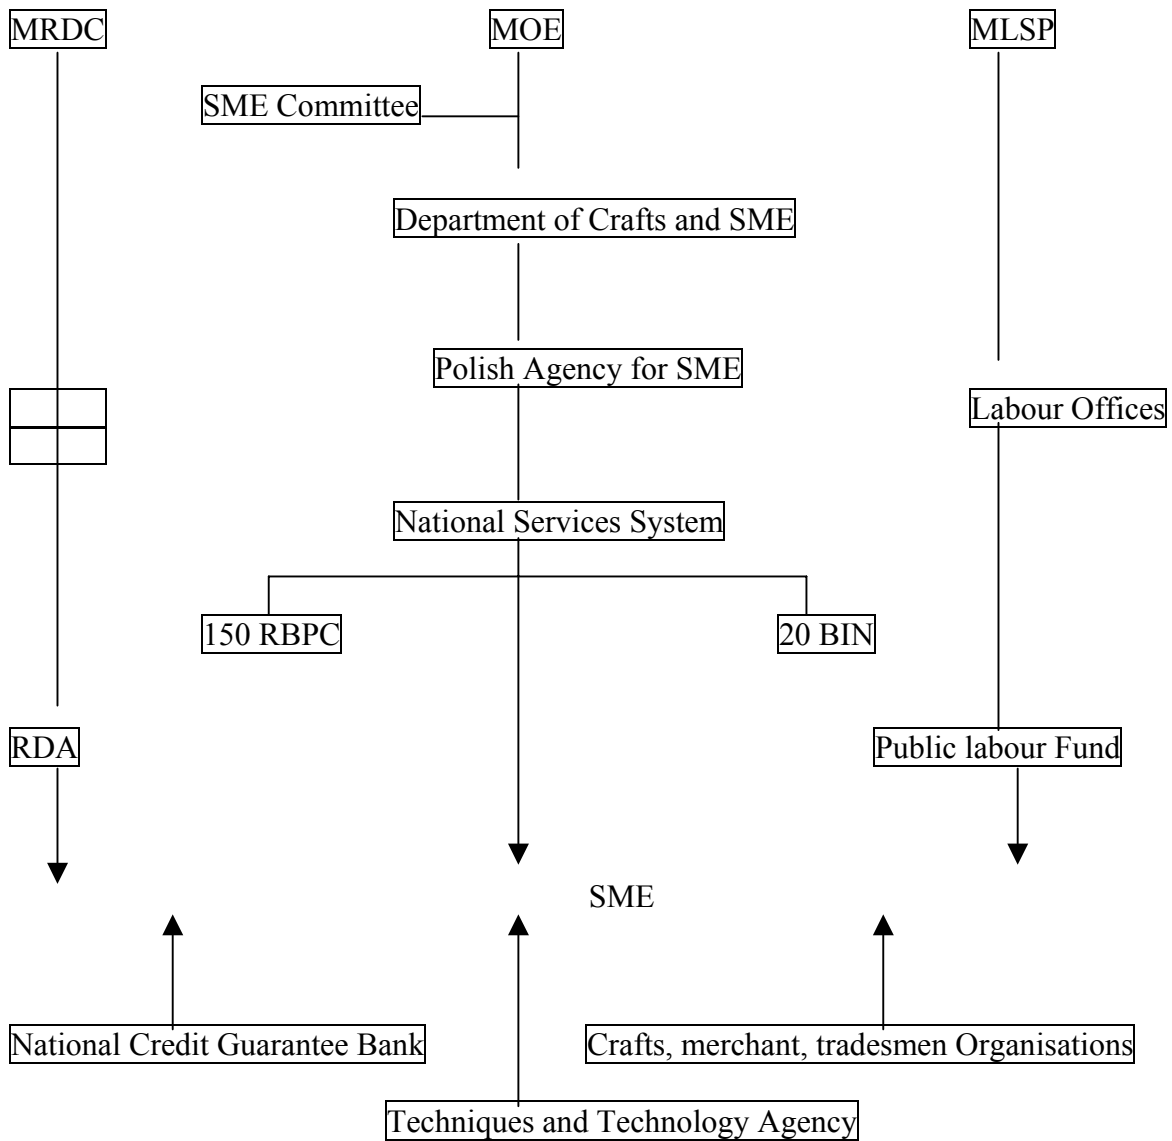 MRDC
MOE
MLSP
SME Committee
Department of Crafts and SME
Polish Agency for SME
Labour Offices
National Services System
150 RBPC
20 BIN
RDA
Public labour Fund
SME
National Credit Guarantee Bank
Crafts, merchant, tradesmen Organisations
Techniques and Technology Agency